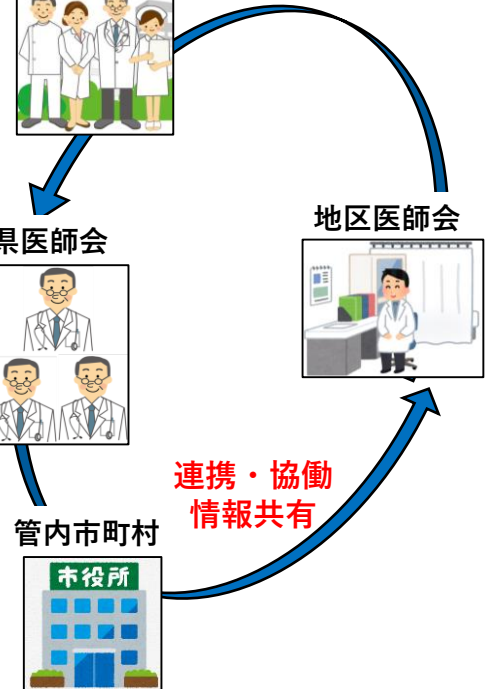 地区医師会
県医師会
連携・協働
情報共有
管内市町村
市役所